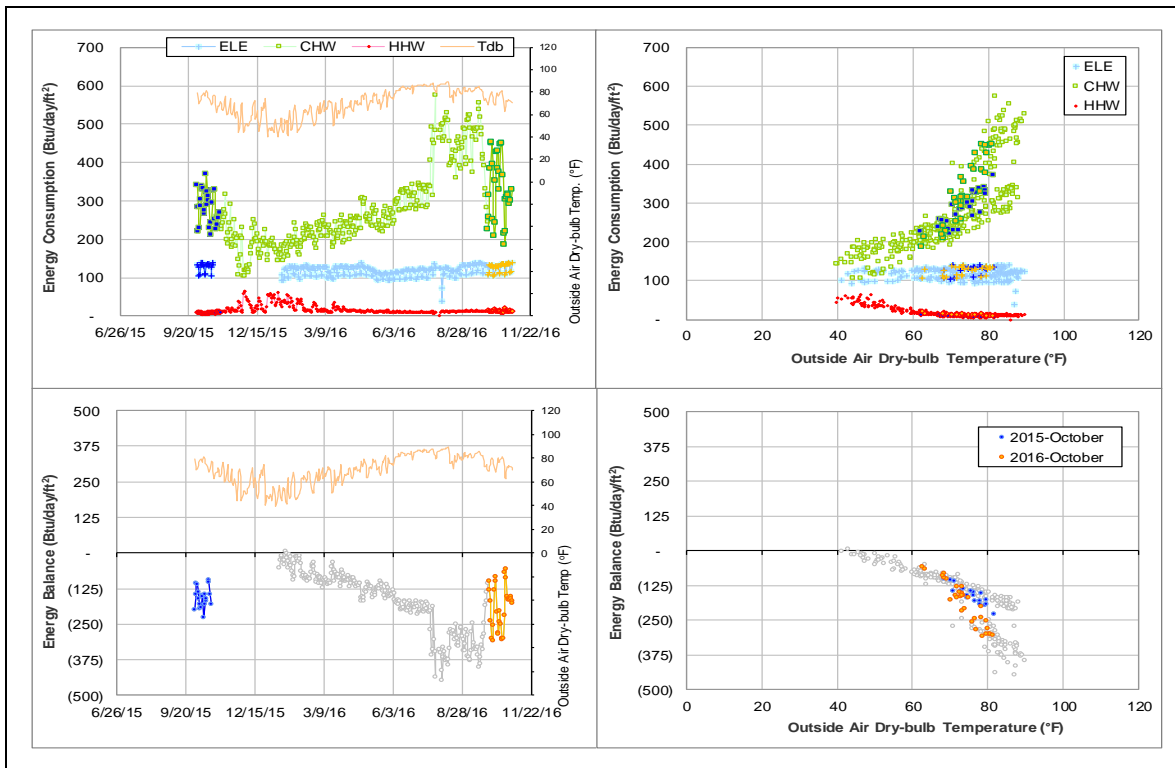 ELE CHW HHW Tdb
Energy Consumption (Btu/day/ft²)
700
600
500
400
300
200
100
-
120
100
80
60
40
20
0
Outside Air Dry-bulb Temp. (°F)
6/26/15 9/20/15 12/15/15 3/9/16 6/3/16 8/28/16 11/22/16
ELE
CHW
HHW
Energy Consumption (Btu/day/ft²)
700
600
500
400
300
200
100
-
0 20 40 60 80 100 120
Outside Air Dry-bulb Temperature (°F)
Energy Balance (Btu/day/ft²)
500
375
250
125
-
(125)
(250)
(375)
(500)
120
100
80
60
40
20
0
Outside Air Dry-bulb Temp (°F)
6/26/15 9/20/15 12/15/15 3/9/16 6/3/16 8/28/16 11/22/16
2015-October
2016-October
Energy Balance (Btu/day/ft²)
500
375
250
125
-
(125)
(250)
(375)
(500)
0 20 40 60 80 100 120
Outside Air Dry-bulb Temperature (°F)